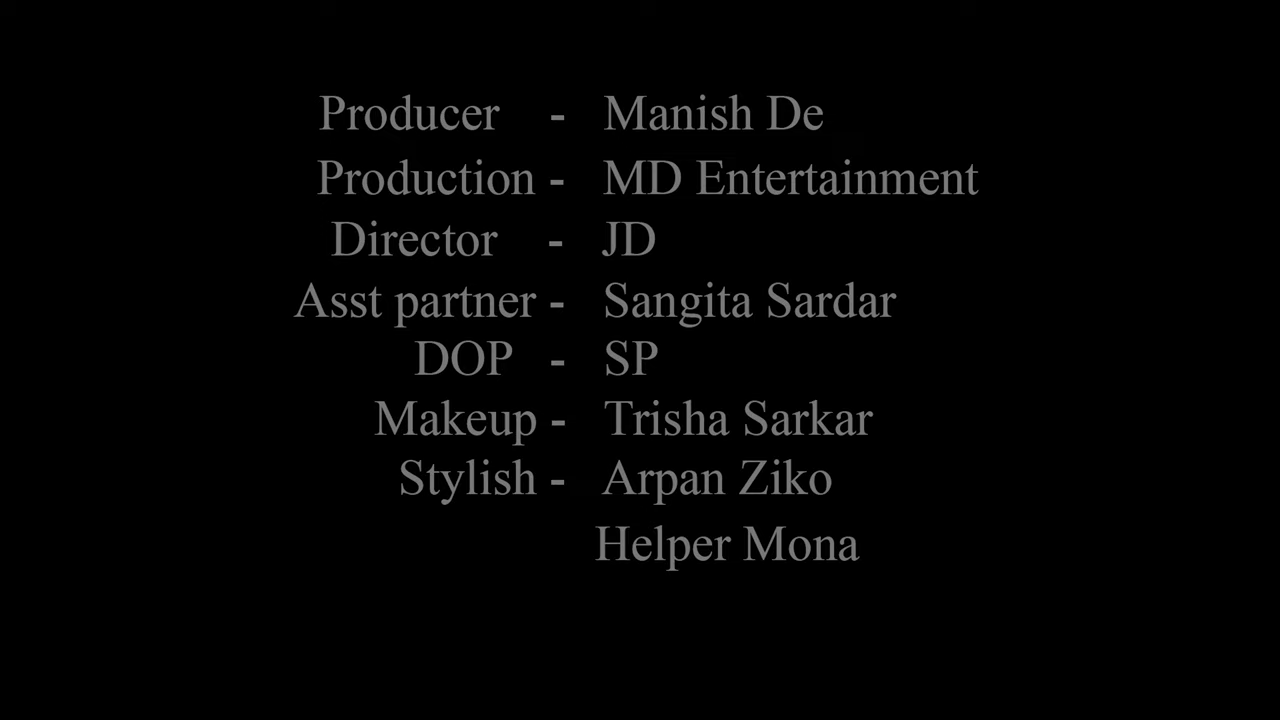 Producer - Manish De
Production - MD Entertainment
Director - JD
Asst partner - Sangita Sardar
DOP - SP
Makeup - Trisha Sarkar
Stylish - Arpan Ziko
Helper Mona